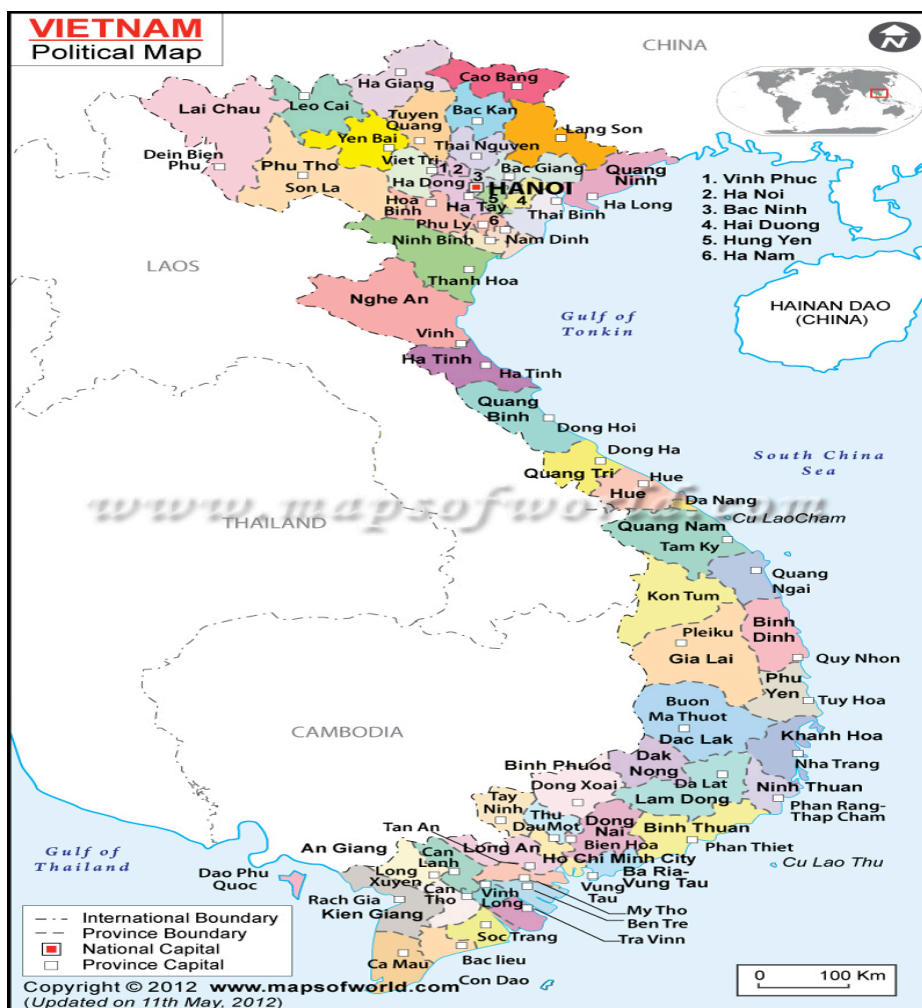 VIETNAM
Political Map
N
CHINA
Ha Giang
Cao Bang
Lai Chau
Leo Cai
Tuyen
Quang
Bac Kan
Yen Bai
Lang Son
Thai Nguyen
Dein Bien
Phu
Phu Tho
Son La
Viet Tri
1 2
3
Bac Giang
Quang
Ninh
Ha Dong
HANOI
Hoa
Binh
Ha Tay
5
4
Thai Binh
Ha Long
Phu Ly
6
Ninh Binh
Nam Dinh
1. Vinh Phuc
2. Ha Noi
3. Bac Ninh
4. Hai Duong
5. Hung Yen
6. Ha Nam
LAOS
Thanh Hoa
Nghe An
HAINAN DAO
(CHINA)
Gulf of
Tonkin
Vinh
Ha Tinh
Ha Tinh
Quang
Binh
Dong Hoi
Dong Ha
South China
Sea
Quang Tri
Hue
Hue
www.mapsofworld.com
Da Nang
Cu LaoCham
THAILAND
Quang Nam
Tam Ky
Quang
Ngai
Kon Tum
Binh
Dinh
Pleiku
Gia Lai
Quy Nhon
Phu
Yen
Tuy Hoa
Buon
Ma Thuot
Dac Lak
CAMBODIA
Khanh Hoa
Nha Trang
Binh Phuoc
Dak
Nong
Dong Xoai
Da Lat
Lam Dong
Ninh Thuan
Phan Rang-
Thap Cham
Tay
Ninh
Thu
DauMot
Dong
Nai
Bien Hoa
Binh Thuan
Phan Thiet
Tan An
Long An
Ho Chi Minh City
Ba Ria-
Vung Tau
Cu Lao Thu
Gulf of
Thailand
An Giang
Can
Lanh
Dao Phu
Quoc
Long
Xuyen
Vung
Tau
Rach Gia
Can
Tho
Vinh
Long
My Tho
Kien Giang
Ben Tre
Soc Trang
Tra Vinn
Ca Mau
Bac lieu
Con Dao
International Boundary
Province Boundary
National Capital
Province Capital
0 100 Km
Copyright © 2012 www.mapsofworld.com
(Updated on 11th May, 2012)